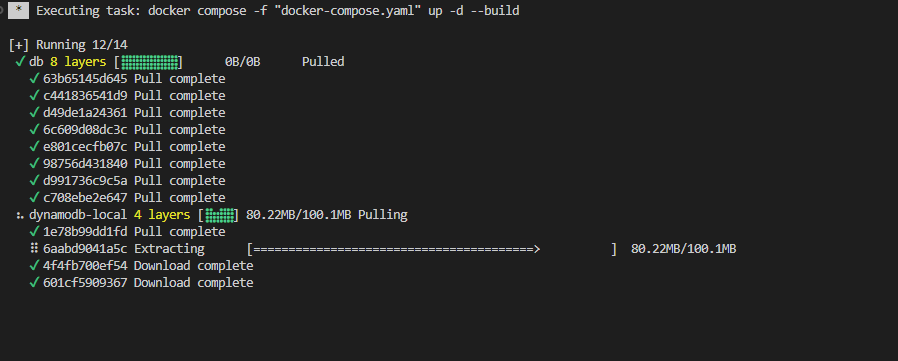 * Executing task: docker compose -f "docker-compose.yaml" up -d --build
[+] Running 12/14
✓ db 8 layers [⣿⣿⣿⣿⣿⣿⣿⣿] 0B/0B Pulled
✓ 63b65145d645 Pull complete
✓ c441836541d9 Pull complete
✓ d49de1a24361 Pull complete
✓ 6c609d08dc3c Pull complete
✓ e801cecfb07c Pull complete
✓ 98756d431840 Pull complete
✓ d991736c9c5a Pull complete
✓ c708ebe2e647 Pull complete
⠦ dynamodb-local 4 layers [⣿⣶⣿⣿] 80.22MB/100.1MB Pulling
✓ 1e78b99dd1fd Pull complete
⠿ 6aabd9041a5c Extracting [========================================> ] 80.22MB/100.1MB
✓ 4f4fb700ef54 Download complete
✓ 601cf5909367 Download complete